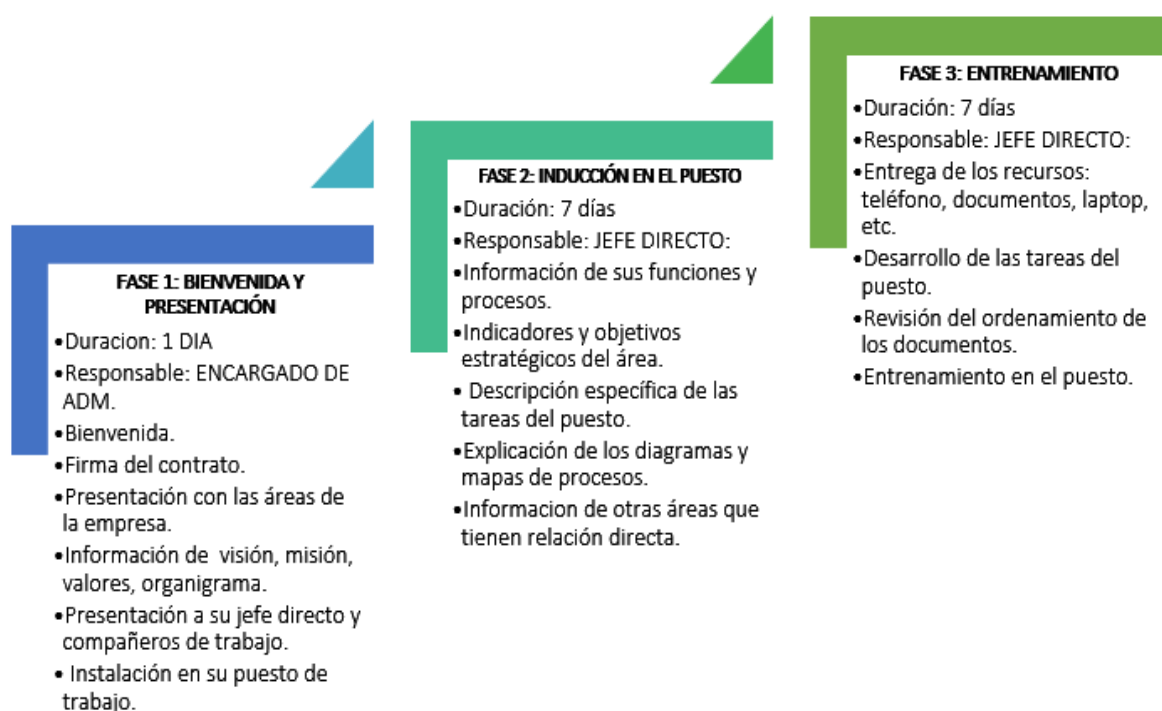 FASE 1: BIENVENIDA Y
PRESENTACIÓN
•Duracion: 1 DIA
•Responsable: ENCARGADO DE
ADM.
•Bienvenida.
•Firma del contrato.
•Presentación con las áreas de
la empresa.
•Información de visión, misión,
valores, organigrama.
•Presentación a su jefe directo y
compañeros de trabajo.
• Instalación en su puesto de
trabajo.
FASE 2: INDUCCIÓN EN EL PUESTO
•Duración: 7 días
•Responsable: JEFE DIRECTO:
•Información de sus funciones y
procesos.
•Indicadores y objetivos
estratégicos del área.
• Descripción específica de las
tareas del puesto.
•Explicación de los diagramas y
mapas de procesos.
•Informacion de otras áreas que
tienen relación directa.
FASE 3: ENTRENAMIENTO
•Duración: 7 días
•Responsable: JEFE DIRECTO:
•Entrega de los recursos:
teléfono, documentos, laptop,
etc.
•Desarrollo de las tareas del
puesto.
•Revisión del ordenamiento de
los documentos.
•Entrenamiento en el puesto.